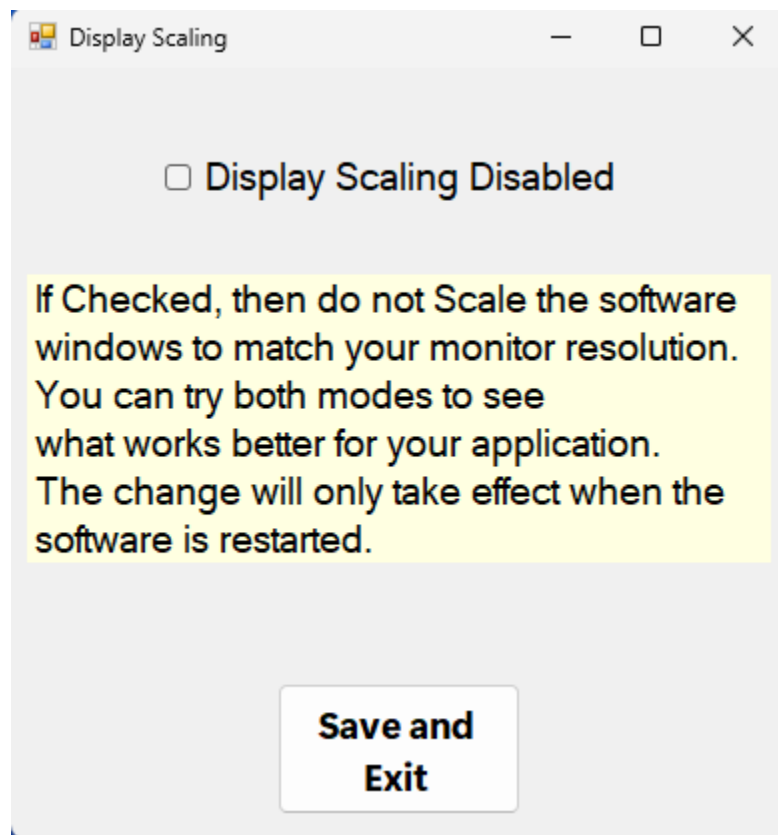 Display Scaling
Display Scaling Disabled
If Checked, then do not Scale the software
windows to match your monitor resolution.
You can try both modes to see
what works better for your application.
The change will only take effect when the
software is restarted.
Save and
Exit